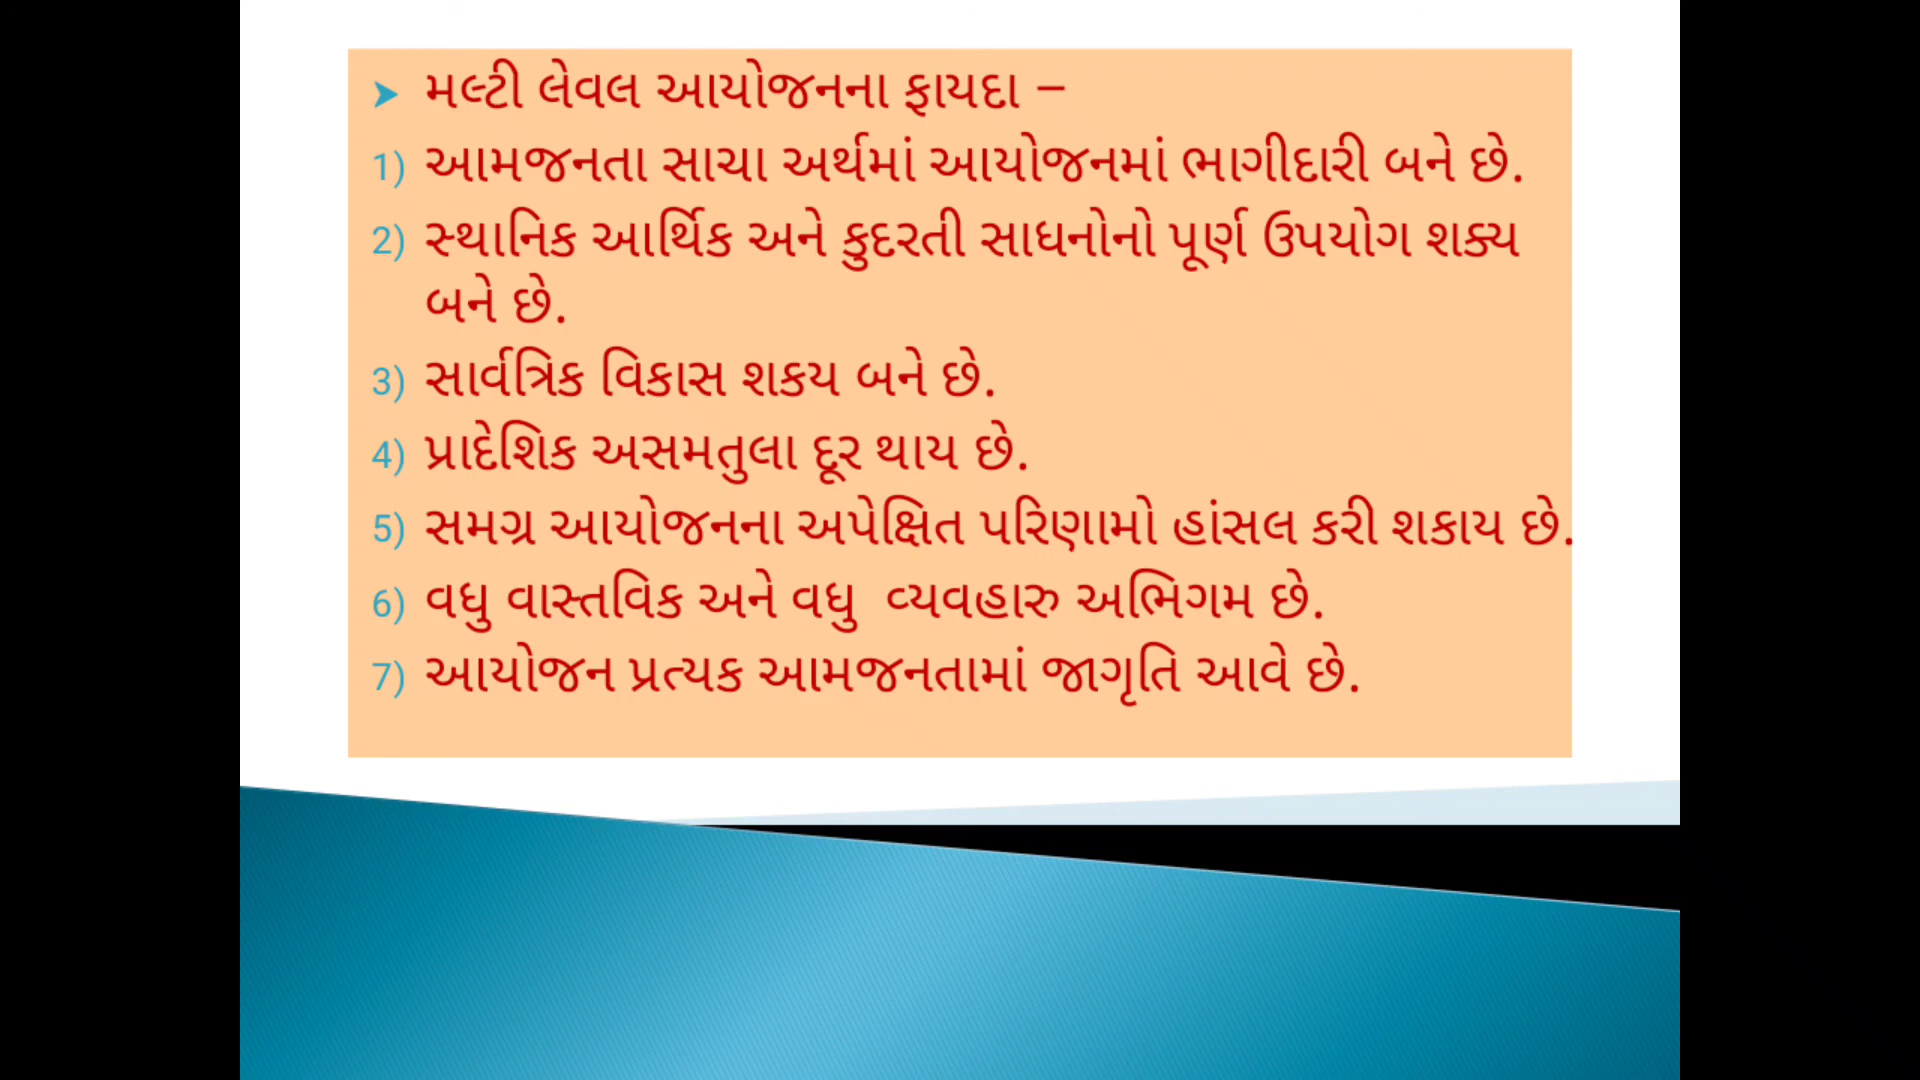 ➤ મલ્ટી લેવલ આયોજનના ફાયદા –
1) આમજનતા સાચા અર્થમાં આયોજનમાં ભાગીદારી બને છે.
2) સ્થાનિક આર્થિક અને કુદરતી સાધનોનો પૂર્ણ ઉપયોગ શક્ય
બને છે.
3) સાર્વત્રિક વિકાસ શકય બને છે.
4) પ્રાદેશિક અસમતુલા દૂર થાય છે.
5) સમગ્ર આયોજનના અપેક્ષિત પરિણામો હાંસલ કરી શકાય છે.
6) વધુ વાસ્તવિક અને વધુ  વ્યવહારુ અભિગમ છે.
7) આયોજન પ્રત્યક આમજનતામાં જાગૃતિ આવે છે.